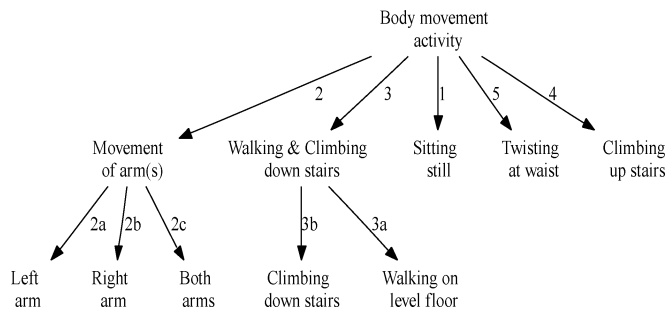 Body movement
activity
2
3
1
5
4
Movement
of arm(s)
Walking & Climbing
down stairs
Sitting
still
Twisting
at waist
Climbing
up stairs
2a
2b
2c
3b
3a
Left
arm
Right
arm
Both
arms
Climbing
down stairs
Walking on
level floor